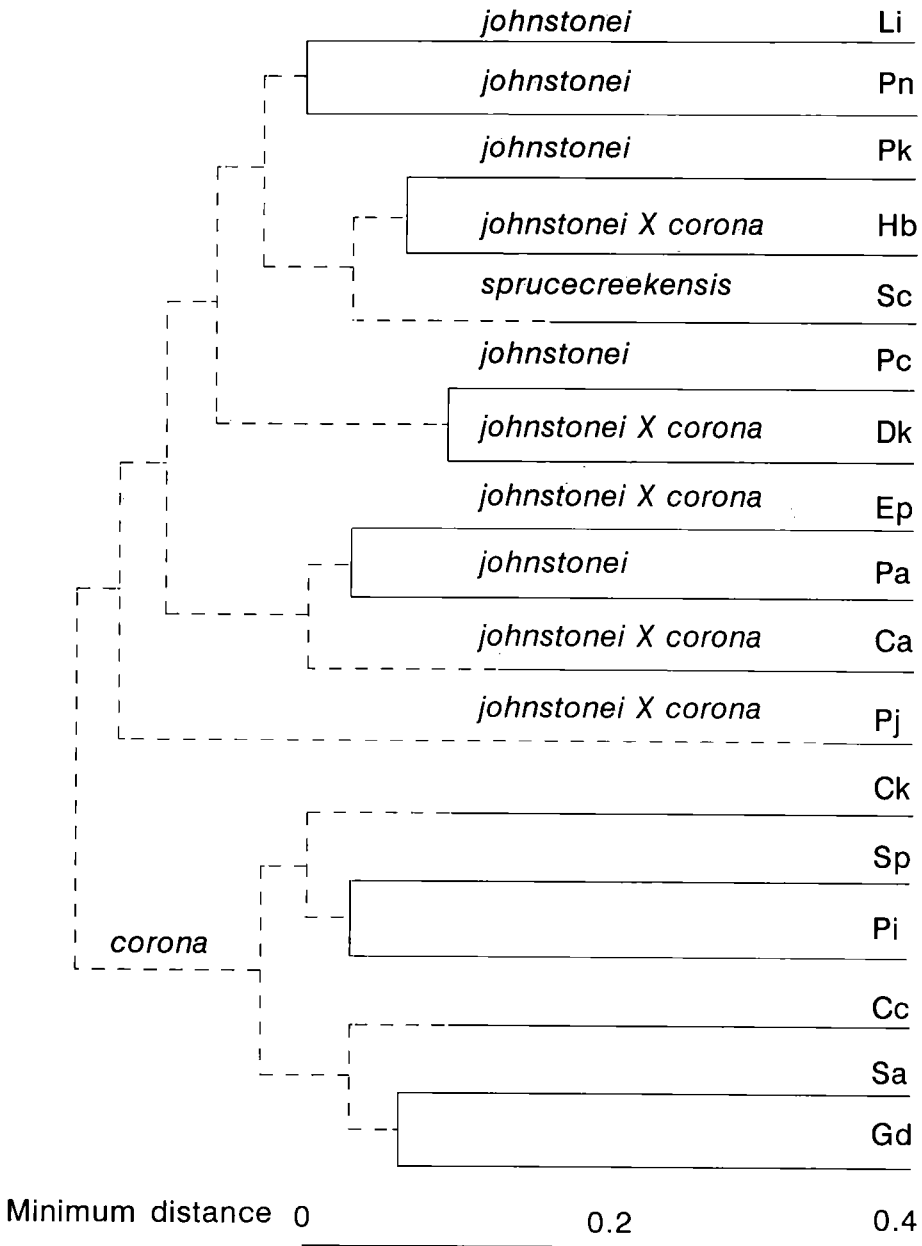 johnstonei Li
johnstonei Pn
johnstonei Pk
johnstonei X corona Hb
sprucecreekensis Sc
johnstonei Pc
johnstonei X corona Dk
johnstonei X corona Ep
johnstonei Pa
johnstonei X corona Ca
johnstonei X corona Pj
Ck
Sp
Pi
corona
Cc
Sa
Gd
Minimum distance 0 0.2 0.4